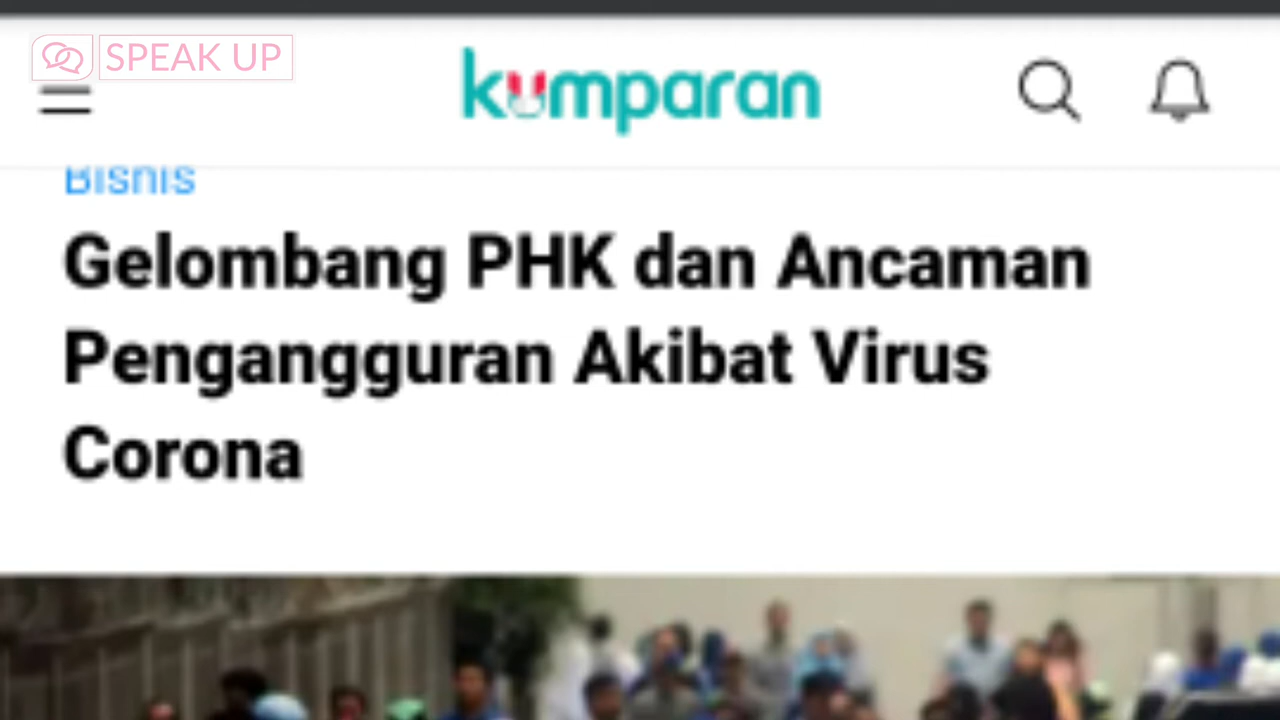 SPEAK UP
kumparan
Bisnis
Gelombang PHK dan Ancaman
Pengangguran Akibat Virus
Corona